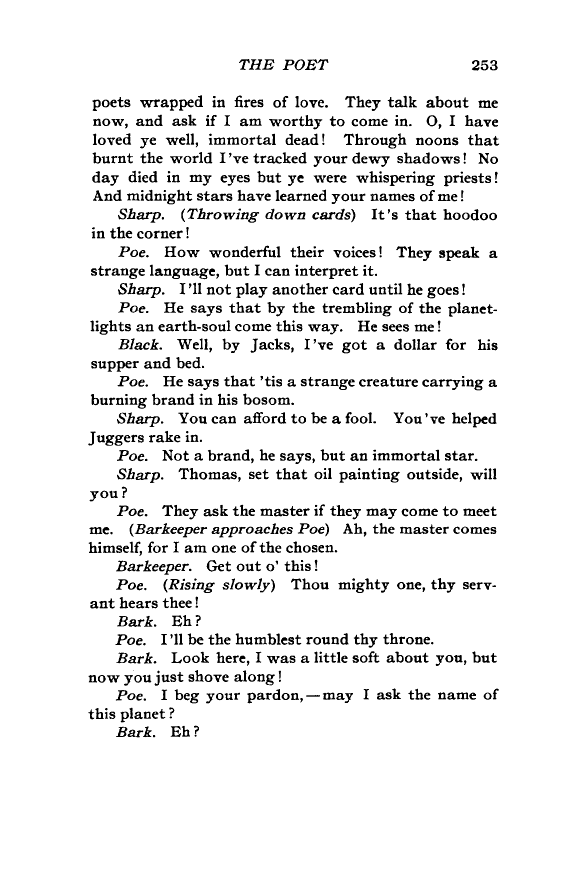 THE POET 253
poets wrapped in fires of love. They talk about me
now, and ask if I am worthy to come in. O, I have
loved ye well, immortal dead! Through noons that
burnt the world I've tracked your dewy shadows! No
day died in my eyes but ye were whispering priests!
And midnight stars have learned your names of me!
Sharp. (Throwing down cards) It's that hoodoo
in the corner!
Poe. How wonderful their voices! They speak a
strange language, but I can interpret it.
Sharp. I'll not play another card until he goes!
Poe. He says that by the trembling of the planet-
lights an earth-soul come this way. He sees me!
Black. Well, by Jacks, I've got a dollar for his
supper and bed.
Poe. He says that 'tis a strange creature carrying a
burning brand in his bosom.
Sharp. You can afford to be a fool. You've helped
Juggers rake in.
Poe. Not a brand, he says, but an immortal star.
Sharp. Thomas, set that oil painting outside, will
you?
Poe. They ask the master if they may come to meet
me. (Barkeeper approaches Poe) Ah, the master comes
himself, for I am one of the chosen.
Barkeeper. Get out o' this!
Poe. (Rising slowly) Thou mighty one, thy serv-
ant hears thee!
Bark. Eh?
Poe. I'll be the humblest round thy throne.
Bark. Look here, I was a little soft about you, but
now you just shove along!
Poe. I beg your pardon,—may I ask the name of
this planet?
Bark. Eh?